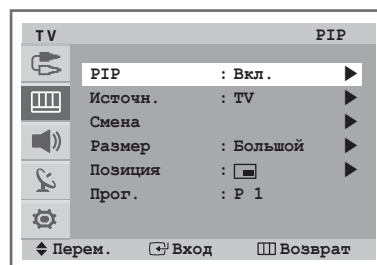 TV PIP
PIP : Вкл.
Источн. : TV
Смена
Размер : Большой
Позиция :
Прог. : P 1
Перем. Вход Возврат